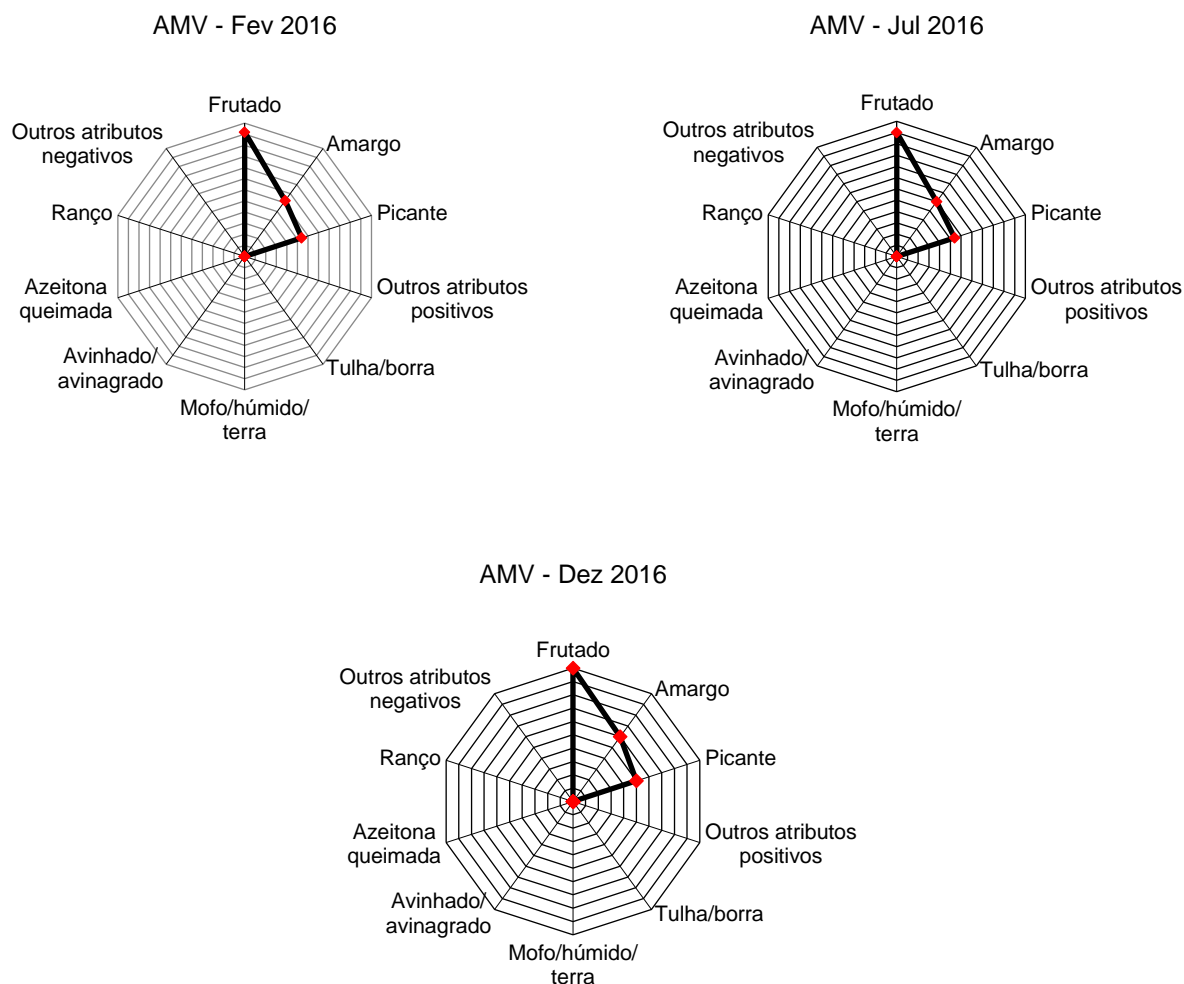 AMV - Fev 2016
Frutado
Amargo
Picante
Outros atributos
positivos
Tulha/borra
Mofo/húmido/
terra
Avinhado/
avinagrado
Azeitona
queimada
Ranço
Outros atributos
negativos
AMV - Jul 2016
Frutado
Amargo
Picante
Outros atributos
positivos
Tulha/borra
Mofo/húmido/
terra
Avinhado/
avinagrado
Azeitona
queimada
Ranço
Outros atributos
negativos
AMV - Dez 2016
Frutado
Amargo
Picante
Outros atributos
positivos
Tulha/borra
Mofo/húmido/
terra
Avinhado/
avinagrado
Azeitona
queimada
Ranço
Outros atributos
negativos